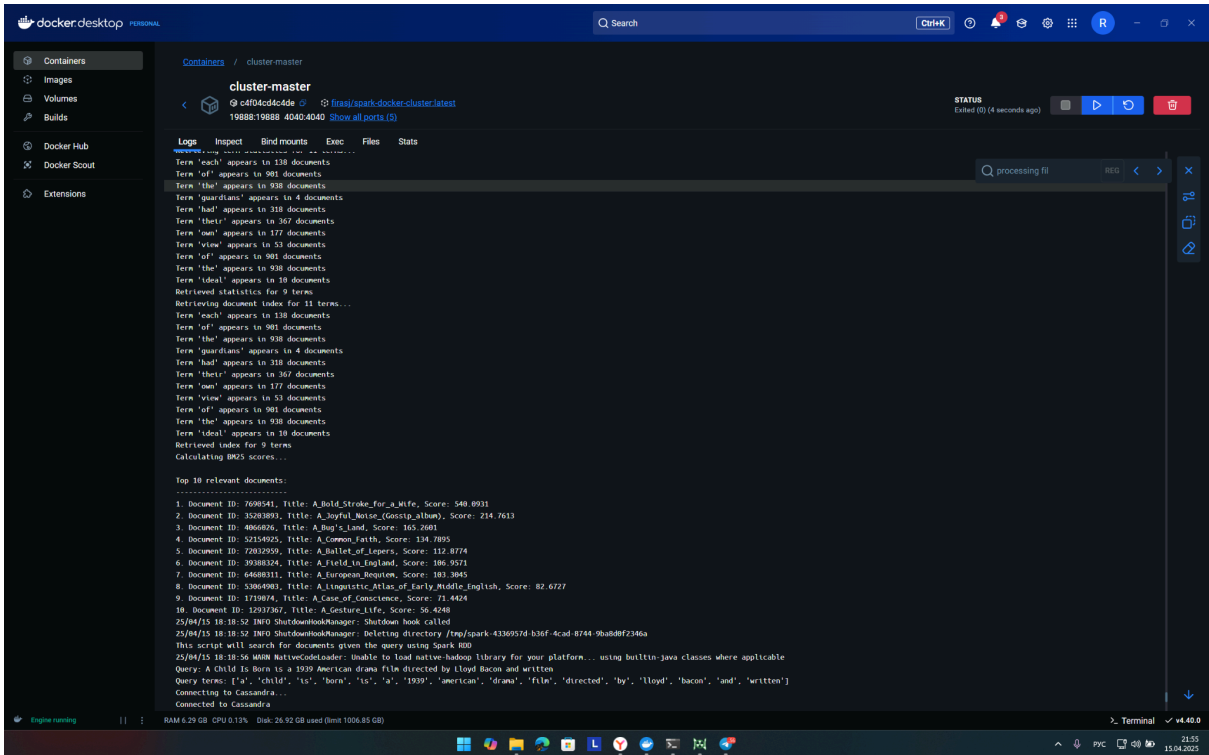 docker.desktop PERSONAL
Search
Ctrl+K
3
R
Containers
Images
Volumes
Builds
Docker Hub
Docker Scout
Extensions
Containers / cluster-master
cluster-master
c4f04cd4c4de firasj/spark-docker-cluster:latest
19888:19888 4040:4040 Show all ports (5)
STATUS
Exited (0) (4 seconds ago)
Logs Inspect Bind mounts Exec Files Stats
processing fil REG
Term 'each' appears in 138 documents
Term 'of' appears in 901 documents
Term 'the' appears in 938 documents
Term 'guardians' appears in 4 documents
Term 'had' appears in 318 documents
Term 'their' appears in 367 documents
Term 'own' appears in 177 documents
Term 'view' appears in 53 documents
Term 'of' appears in 901 documents
Term 'the' appears in 938 documents
Term 'ideal' appears in 10 documents
Retrieved statistics for 9 terms
Retrieving document index for 11 terms...
Term 'each' appears in 138 documents
Term 'of' appears in 901 documents
Term 'the' appears in 938 documents
Term 'guardians' appears in 4 documents
Term 'had' appears in 318 documents
Term 'their' appears in 367 documents
Term 'own' appears in 177 documents
Term 'view' appears in 53 documents
Term 'of' appears in 901 documents
Term 'the' appears in 938 documents
Term 'ideal' appears in 10 documents
Retrieved index for 9 terms
Calculating BM25 scores...
Top 10 relevant documents:
--------------------------
1. Document ID: 7690541, Title: A_Bold_Stroke_for_a_Wife, Score: 540.0931
2. Document ID: 35203893, Title: A_Joyful_Noise_(Gossip_album), Score: 214.7613
3. Document ID: 4066026, Title: A_Bug's_Land, Score: 165.2601
4. Document ID: 52154925, Title: A_Common_Faith, Score: 134.7895
5. Document ID: 72032959, Title: A_Ballet_of_Lepers, Score: 112.8774
6. Document ID: 39388324, Title: A_Field_in_England, Score: 106.9571
7. Document ID: 64680311, Title: A_European_Requiem, Score: 103.3045
8. Document ID: 53064903, Title: A_Linguistic_Atlas_of_Early_Middle_English, Score: 82.6727
9. Document ID: 1719074, Title: A_Case_of_Conscience, Score: 71.4424
10. Document ID: 12937367, Title: A_Gesture_Life, Score: 56.4248
25/04/15 18:18:52 INFO ShutdownHookManager: Shutdown hook called
25/04/15 18:18:52 INFO ShutdownHookManager: Deleting directory /tmp/spark-4336957d-b36f-4cad-8744-9ba8d0f2346a
This script will search for documents given the query using Spark RDD
25/04/15 18:18:56 WARN NativeCodeLoader: Unable to load native-hadoop library for your platform... using builtin-java classes where applicable
Query: A Child Is Born is a 1939 American drama film directed by Lloyd Bacon and written
Query terms: ['a', 'child', 'is', 'born', 'is', 'a', '1939', 'american', 'drama', 'film', 'directed', 'by', 'lloyd', 'bacon', 'and', 'written']
Connecting to Cassandra...
Connected to Cassandra
Engine running
RAM 6.29 GB CPU 0.13% Disk: 26.92 GB used (limit 1006.85 GB)
Terminal v4.40.0
РУС
21:55
15.04.2025